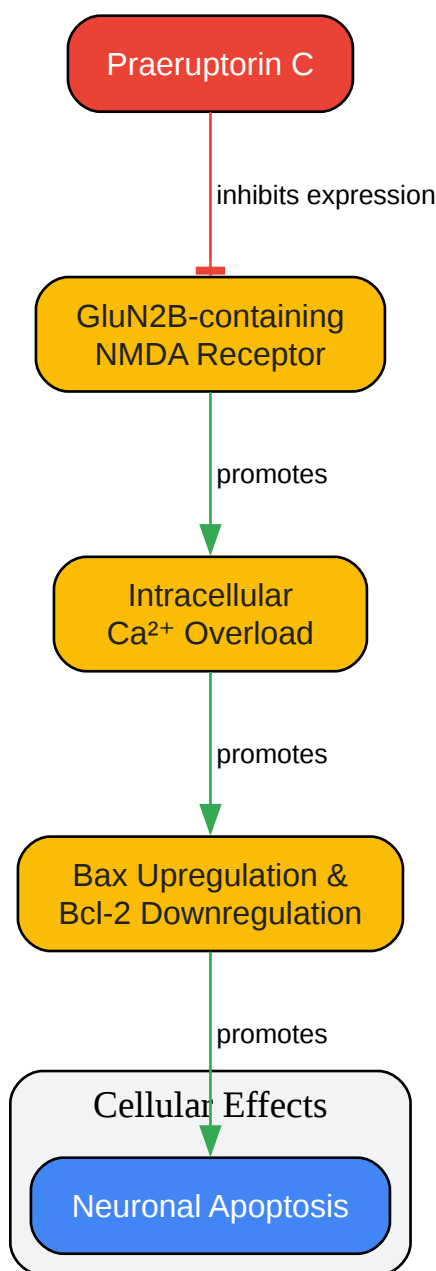 Praeruptorin C
inhibits expression
GluN2B-containing
NMDA Receptor
promotes
Intracellular
Ca²⁺ Overload
promotes
Bax Upregulation &
Bcl-2 Downregulation
promotes
Cellular Effects
Neuronal Apoptosis